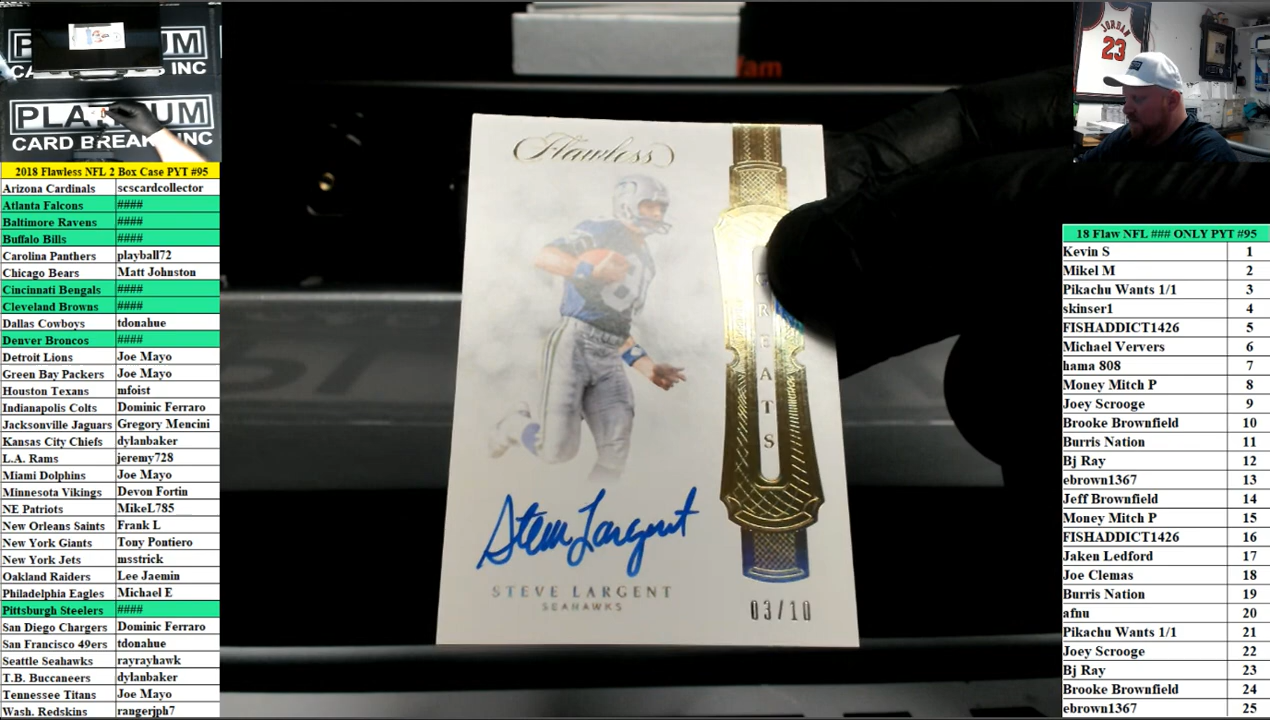 PLATINUM
CARD BREAKS INC
2018 Flawless NFL 2 Box Case PYT #95
Arizona Cardinals scscardcollector
Atlanta Falcons ####
Baltimore Ravens ####
Buffalo Bills ####
Carolina Panthers playball72
Chicago Bears Matt Johnston
Cincinnati Bengals ####
Cleveland Browns ####
Dallas Cowboys tdonahue
Denver Broncos ####
Detroit Lions Joe Mayo
Green Bay Packers Joe Mayo
Houston Texans mfoist
Indianapolis Colts Dominic Ferraro
Jacksonville Jaguars Gregory Mencini
Kansas City Chiefs dylanbaker
L.A. Rams jeremy728
Miami Dolphins Joe Mayo
Minnesota Vikings Devon Fortin
NE Patriots MikeL785
New Orleans Saints Frank L
New York Giants Tony Pontiero
New York Jets msstrick
Oakland Raiders Lee Jaemin
Philadelphia Eagles Michael E
Pittsburgh Steelers ####
San Diego Chargers Dominic Ferraro
San Francisco 49ers tdonahue
Seattle Seahawks rayrayhawk
T.B. Buccaneers dylanbaker
Tennessee Titans Joe Mayo
Wash. Redskins rangerjph7
fam
Flawless
GREATS
Steve Largent
STEVE LARGENT
SEAHAWKS
03/10
JORDAN
23
18 Flaw NFL ### ONLY PYT #95
Kevin S 1
Mikel M 2
Pikachu Wants 1/1 3
skinser1 4
FISHADDICT1426 5
Michael Ververs 6
hama 808 7
Money Mitch P 8
Joey Scrooge 9
Brooke Brownfield 10
Burris Nation 11
Bj Ray 12
ebrown1367 13
Jeff Brownfield 14
Money Mitch P 15
FISHADDICT1426 16
Jaken Ledford 17
Joe Clemas 18
Burris Nation 19
afnu 20
Pikachu Wants 1/1 21
Joey Scrooge 22
Bj Ray 23
Brooke Brownfield 24
ebrown1367 25